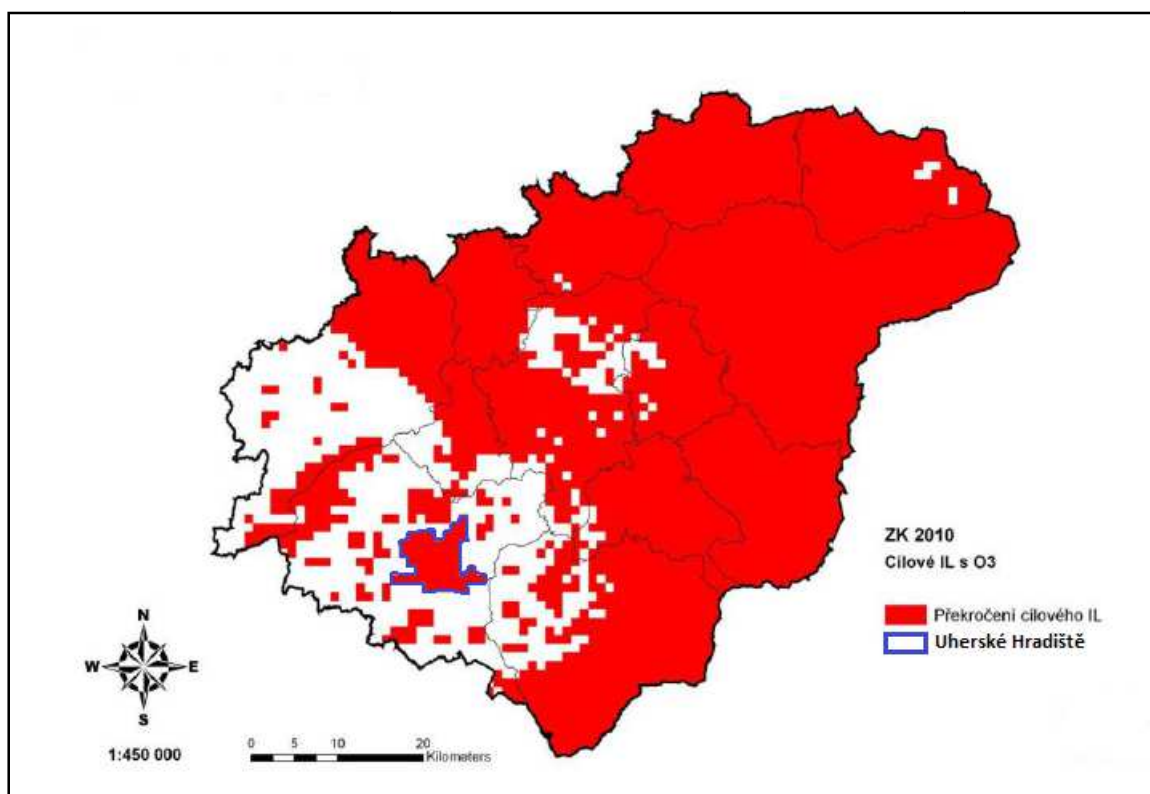 ZK 2010
Cílové IL s O3
Překročení cílového IL
Uherské Hradiště
N
W E
S
1:450 000
0 5 10 20
Kilometers